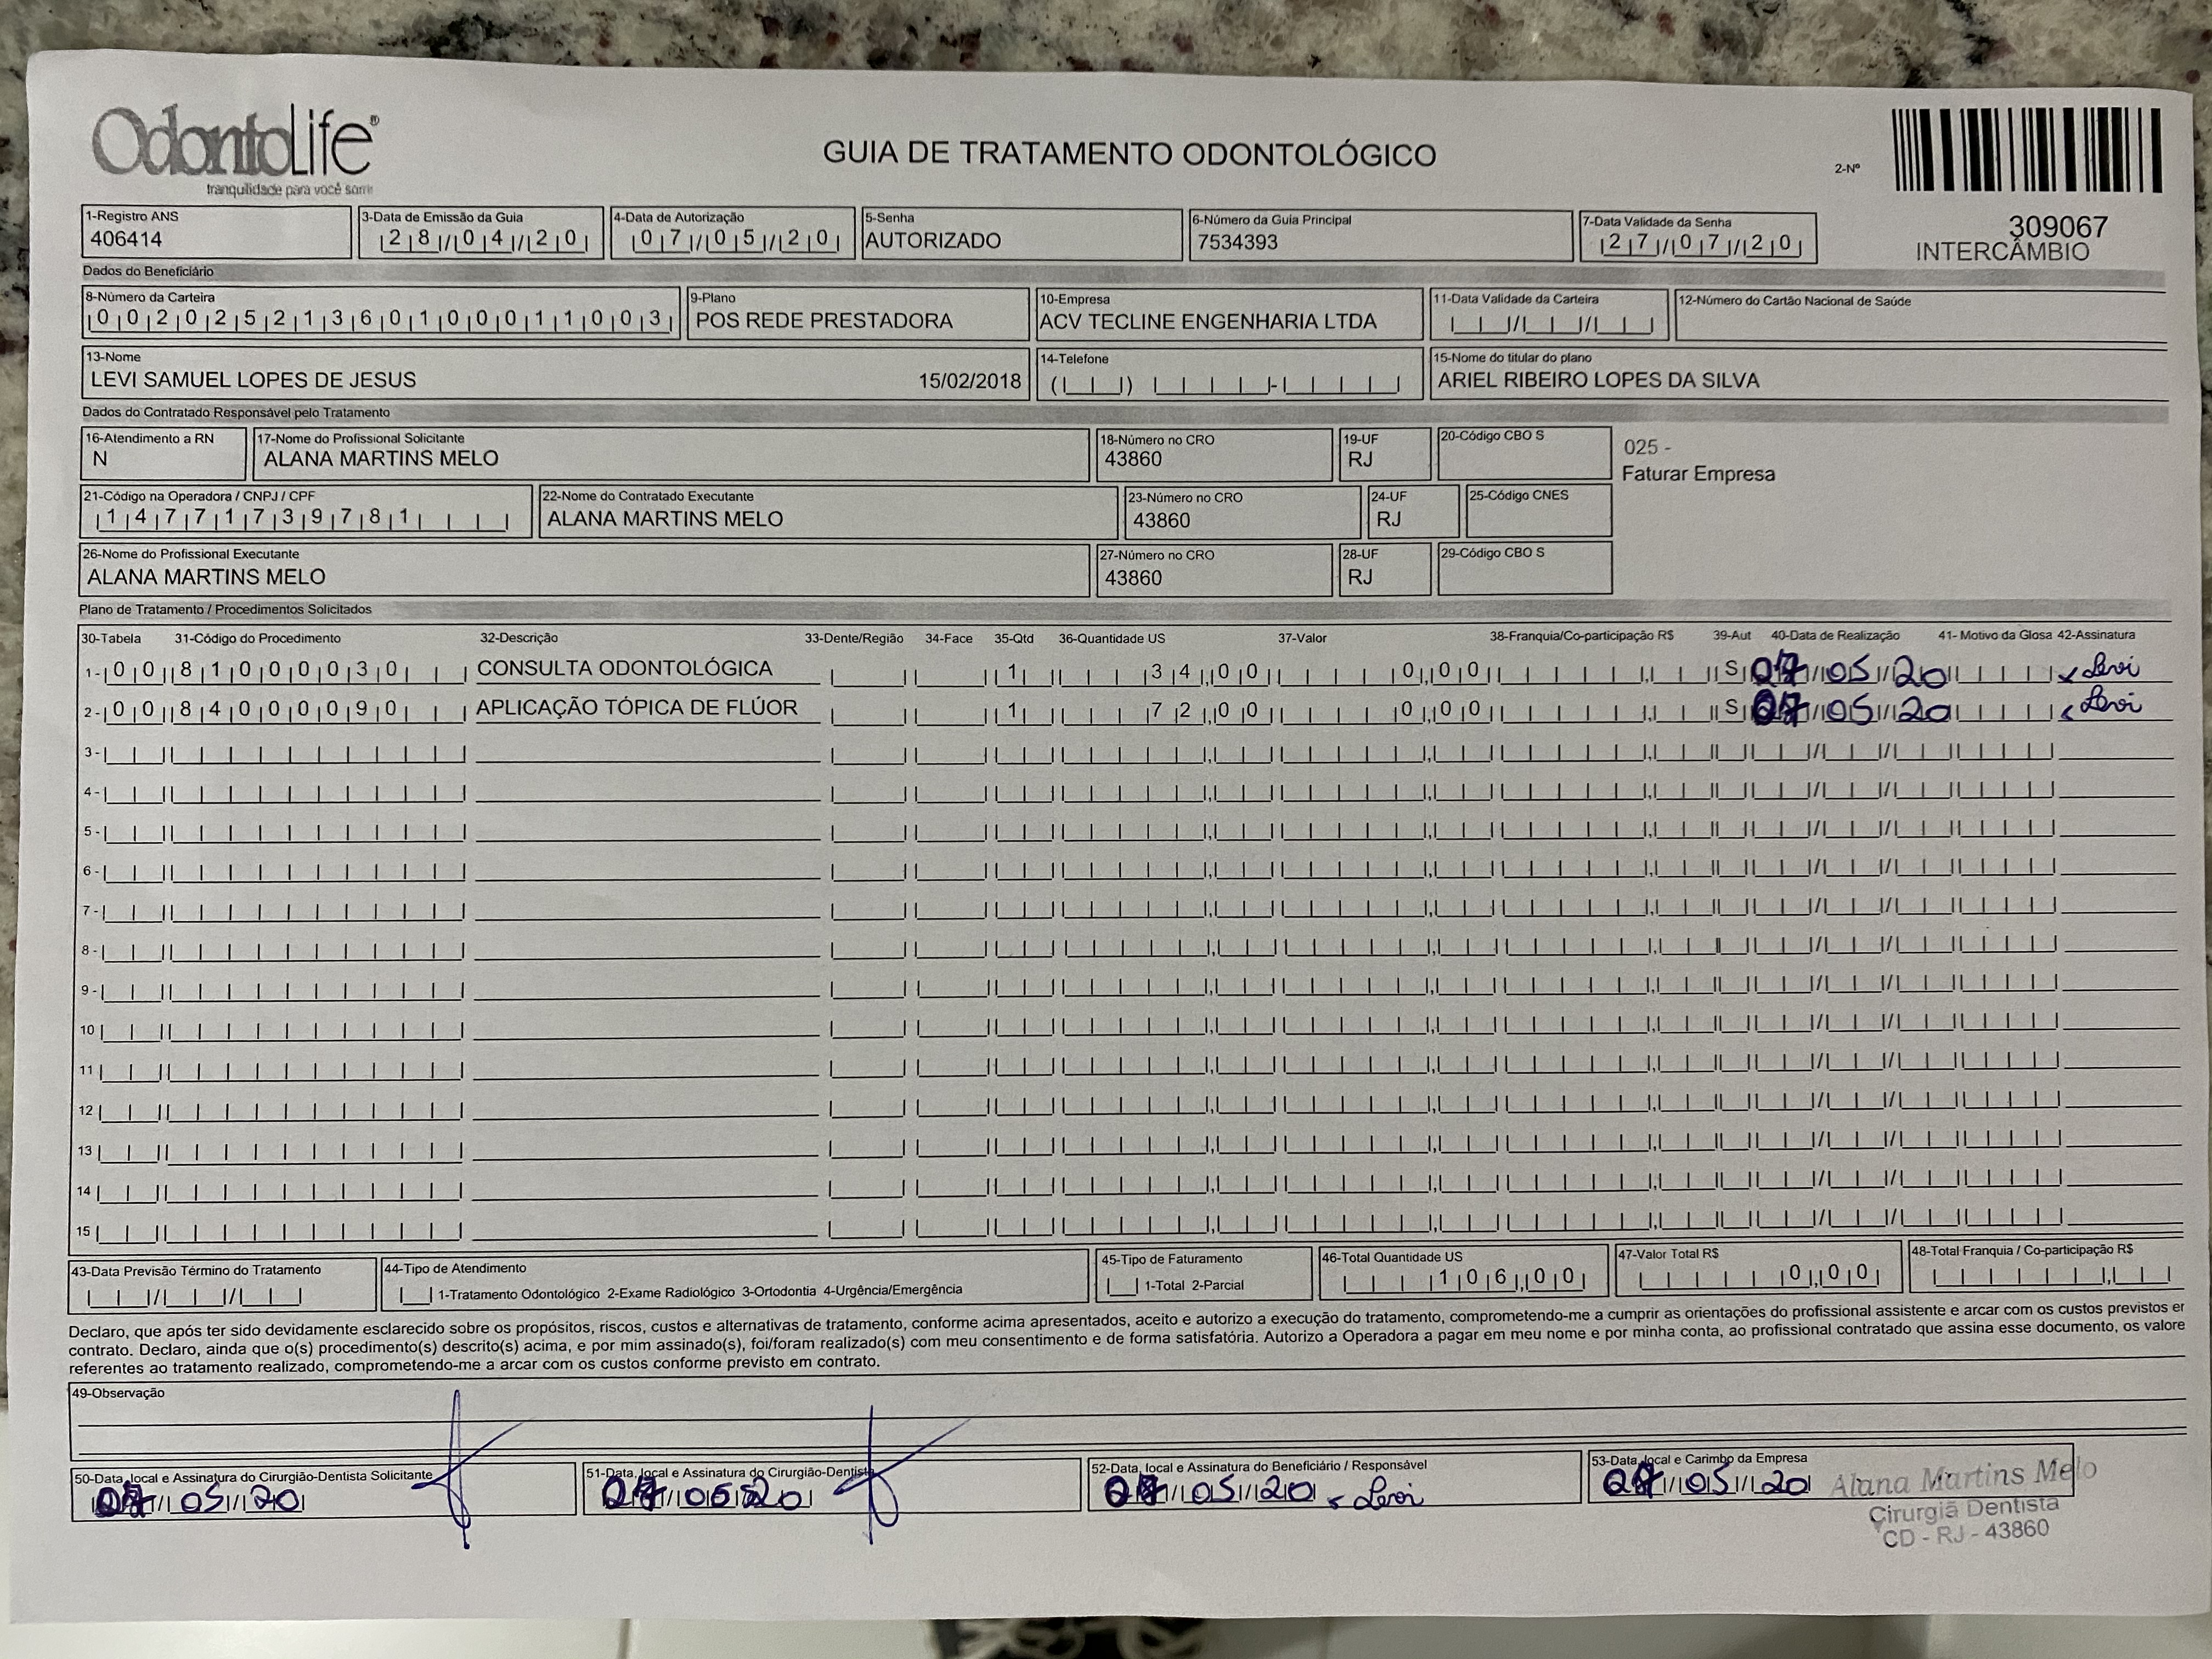 OdontoLife®
tranquilidade para você sorrir
GUIA DE TRATAMENTO ODONTOLÓGICO
2-Nº
309067
INTERCÂMBIO
1-Registro ANS
406414
3-Data de Emissão da Guia
28/04/20
4-Data de Autorização
07/05/20
5-Senha
AUTORIZADO
6-Número da Guia Principal
7534393
7-Data Validade da Senha
27/07/20
Dados do Beneficiário
8-Número da Carteira
00202521360100011003
9-Plano
POS REDE PRESTADORA
10-Empresa
ACV TECLINE ENGENHARIA LTDA
11-Data Validade da Carteira
12-Número do Cartão Nacional de Saúde
13-Nome
LEVI SAMUEL LOPES DE JESUS 15/02/2018
14-Telefone
15-Nome do titular do plano
ARIEL RIBEIRO LOPES DA SILVA
Dados do Contratado Responsável pelo Tratamento
16-Atendimento a RN
N
17-Nome do Profissional Solicitante
ALANA MARTINS MELO
18-Número no CRO
43860
19-UF
RJ
20-Código CBO S
025 -
Faturar Empresa
21-Código na Operadora / CNPJ / CPF
14771739781
22-Nome do Contratado Executante
ALANA MARTINS MELO
23-Número no CRO
43860
24-UF
RJ
25-Código CNES
26-Nome do Profissional Executante
ALANA MARTINS MELO
27-Número no CRO
43860
28-UF
RJ
29-Código CBO S
Plano de Tratamento / Procedimentos Solicitados
30-Tabela 31-Código do Procedimento 32-Descrição 33-Dente/Região 34-Face 35-Qtd 36-Quantidade US 37-Valor 38-Franquia/Co-participação R$ 39-Aut 40-Data de Realização 41- Motivo da Glosa 42-Assinatura
1- 00 81000030 CONSULTA ODONTOLÓGICA 1 34,00 0,00 S 07/05/20 Levi
2- 00 84000090 APLICAÇÃO TÓPICA DE FLÚOR 1 72,00 0,00 S 07/05/20 Levi
3-
4-
5-
6-
7-
8-
9-
10
11
12
13
14
15
43-Data Previsão Término do Tratamento
44-Tipo de Atendimento
1-Tratamento Odontológico 2-Exame Radiológico 3-Ortodontia 4-Urgência/Emergência
45-Tipo de Faturamento
1-Total 2-Parcial
46-Total Quantidade US
106,00
47-Valor Total R$
0,00
48-Total Franquia / Co-participação R$
Declaro, que após ter sido devidamente esclarecido sobre os propósitos, riscos, custos e alternativas de tratamento, conforme acima apresentados, aceito e autorizo a execução do tratamento, comprometendo-me a cumprir as orientações do profissional assistente e arcar com os custos previstos er
contrato. Declaro, ainda que o(s) procedimento(s) descrito(s) acima, e por mim assinado(s), foi/foram realizado(s) com meu consentimento e de forma satisfatória. Autorizo a Operadora a pagar em meu nome e por minha conta, ao profissional contratado que assina esse documento, os valore
referentes ao tratamento realizado, comprometendo-me a arcar com os custos conforme previsto em contrato.
49-Observação
50-Data, local e Assinatura do Cirurgião-Dentista Solicitante
07/05/20
51-Data, local e Assinatura do Cirurgião-Dentista
07/05/20
52-Data, local e Assinatura do Beneficiário / Responsável
07/05/20 Levi
53-Data, local e Carimbo da Empresa
07/05/20
Alana Martins Melo
Cirurgiã Dentista
CD - RJ - 43860